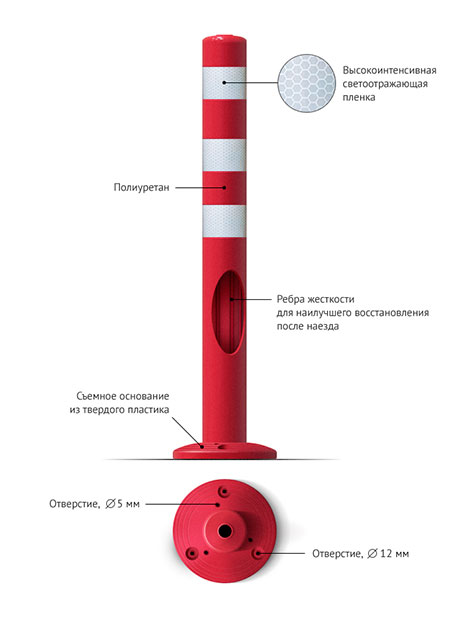 Высокоинтенсивная
светоотражающая
пленка
Полиуретан
Ребра жесткости
для наилучшего восстановления
после наезда
Съемное основание
из твердого пластика
Отверстие, ∅ 5 мм
Отверстие, ∅ 12 мм